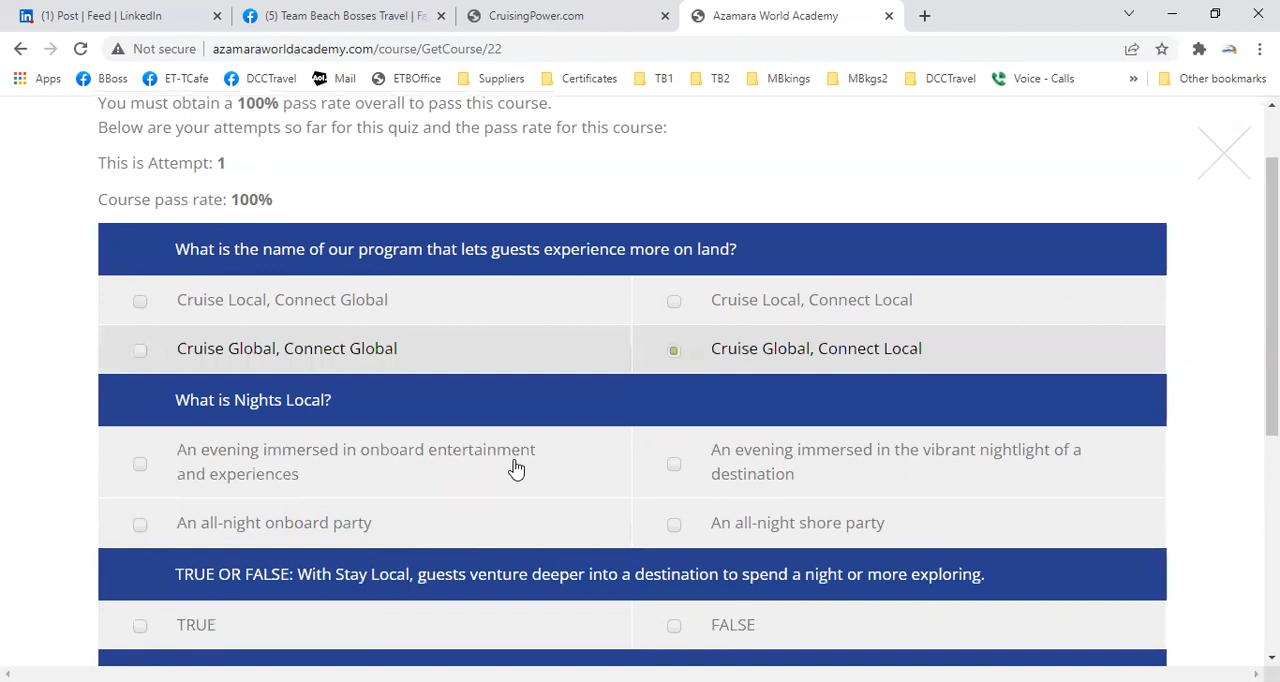 (1) Post | Feed | LinkedIn
(5) Team Beach Bosses Travel | Fa
CruisingPower.com
Azamara World Academy
Not secure
azamaraworldacademy.com/course/GetCourse/22
Apps
BBoss
ET-TCafe
DCCTravel
Aol. Mail
ETBOffice
Suppliers
Certificates
TB1
TB2
MBkings
MBkgs2
DCCTravel
Voice - Calls
»
Other bookmarks
You must obtain a 100% pass rate overall to pass this course.
Below are your attempts so far for this quiz and the pass rate for this course:
This is Attempt: 1
Course pass rate: 100%
What is the name of our program that lets guests experience more on land?
Cruise Local, Connect Global
Cruise Local, Connect Local
Cruise Global, Connect Global
Cruise Global, Connect Local
What is Nights Local?
An evening immersed in onboard entertainment
and experiences
An evening immersed in the vibrant nightlight of a
destination
An all-night onboard party
An all-night shore party
TRUE OR FALSE: With Stay Local, guests venture deeper into a destination to spend a night or more exploring.
TRUE
FALSE